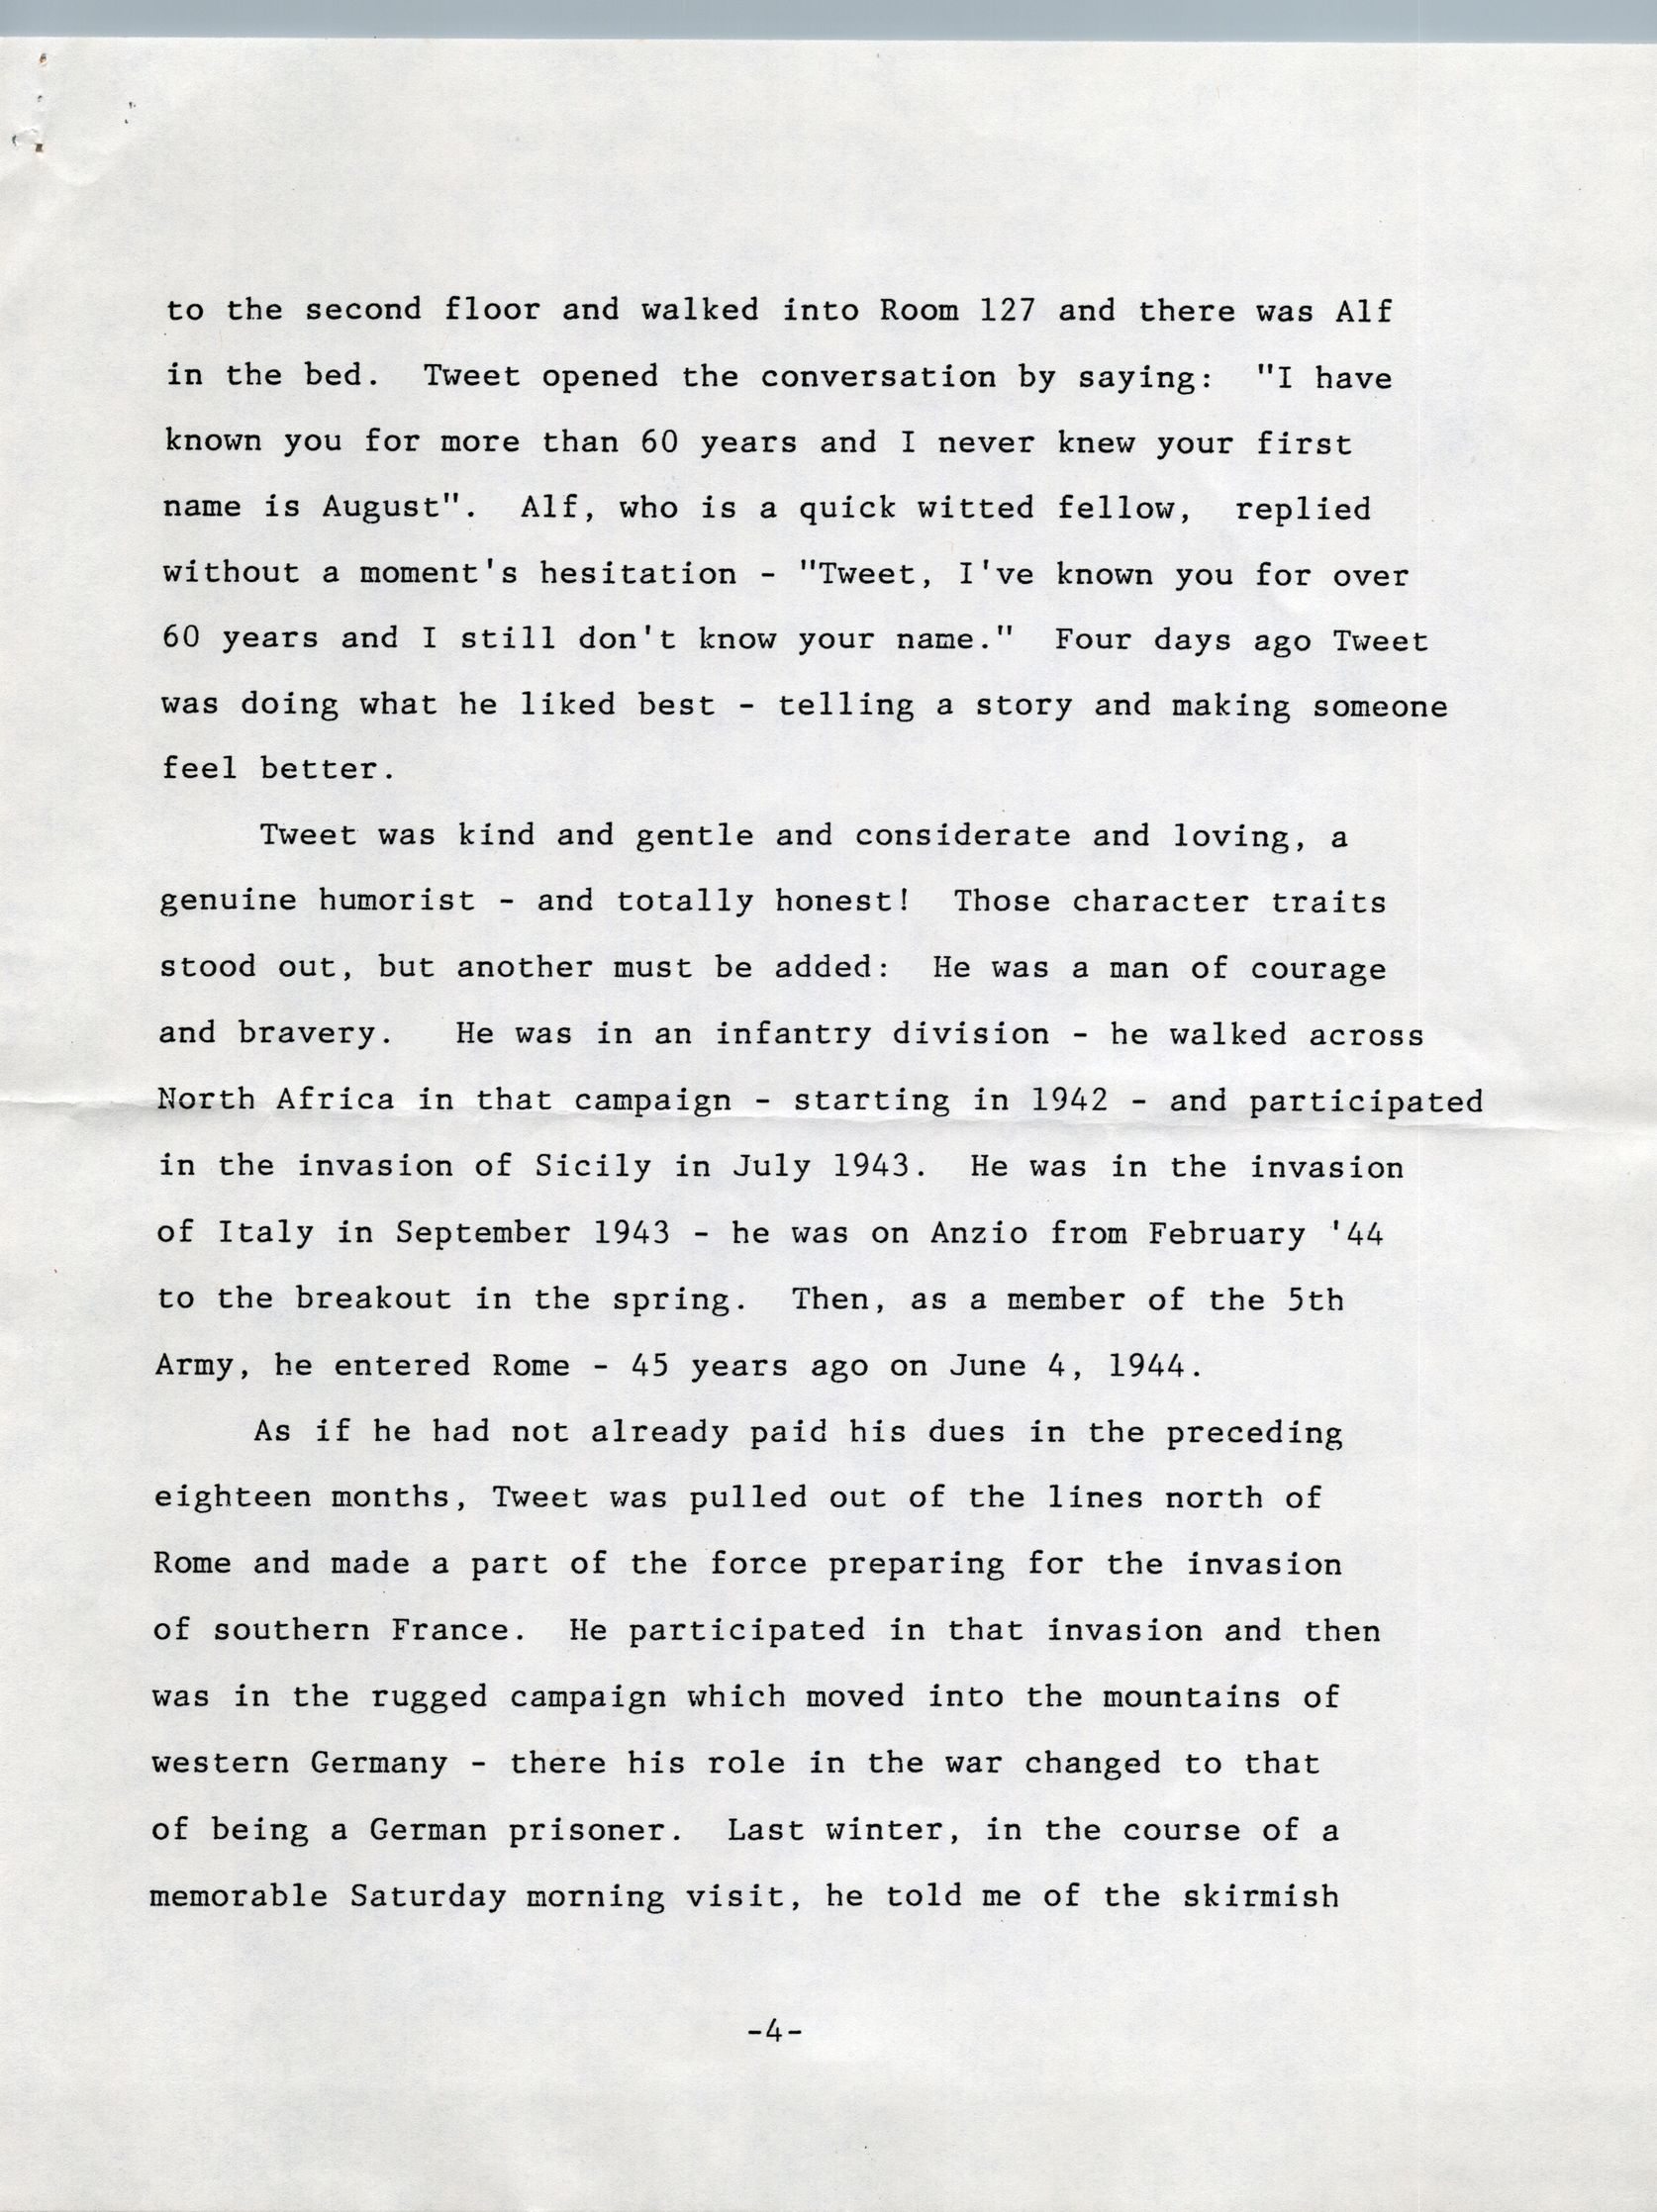 to the second floor and walked into Room 127 and there was Alf
in the bed.  Tweet opened the conversation by saying:  "I have
known you for more than 60 years and I never knew your first
name is August".  Alf, who is a quick witted fellow,  replied
without a moment's hesitation - "Tweet, I've known you for over
60 years and I still don't know your name."  Four days ago Tweet
was doing what he liked best - telling a story and making someone
feel better.
Tweet was kind and gentle and considerate and loving, a
genuine humorist - and totally honest!  Those character traits
stood out, but another must be added:  He was a man of courage
and bravery.   He was in an infantry division - he walked across
North Africa in that campaign - starting in 1942 - and participated
in the invasion of Sicily in July 1943.  He was in the invasion
of Italy in September 1943 - he was on Anzio from February '44
to the breakout in the spring.  Then, as a member of the 5th
Army, he entered Rome - 45 years ago on June 4, 1944.
As if he had not already paid his dues in the preceding
eighteen months, Tweet was pulled out of the lines north of
Rome and made a part of the force preparing for the invasion
of southern France.  He participated in that invasion and then
was in the rugged campaign which moved into the mountains of
western Germany - there his role in the war changed to that
of being a German prisoner.  Last winter, in the course of a
memorable Saturday morning visit, he told me of the skirmish
-4-